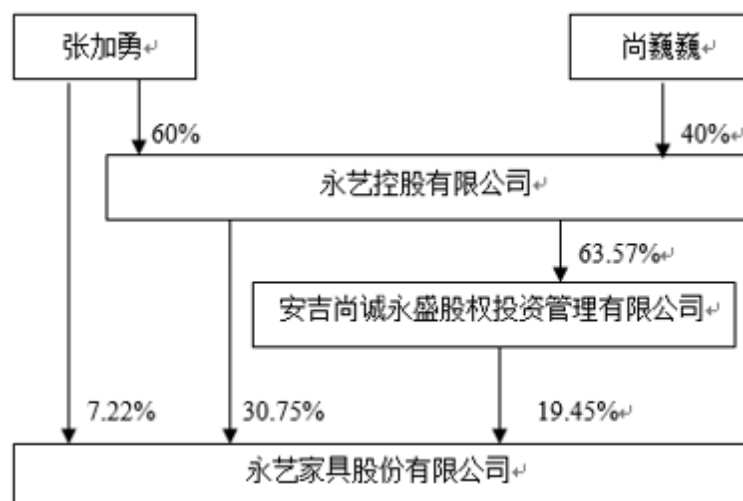 张加勇
尚巍巍
60%
40%
永艺控股有限公司
63.57%
安吉尚诚永盛股权投资管理有限公司
7.22%
30.75%
19.45%
永艺家具股份有限公司